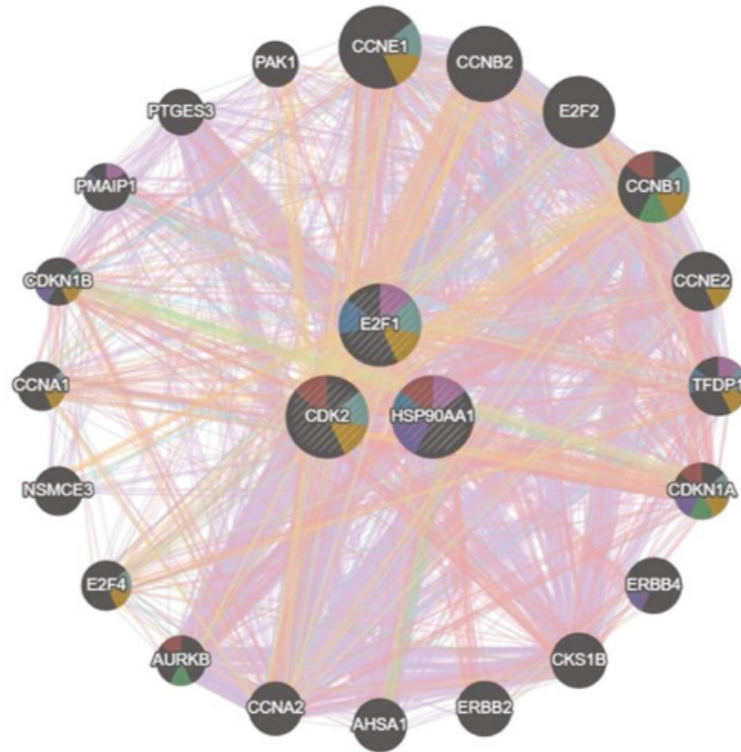 CCNE1
PAK1
CCNB2
PTGES3
E2F2
PMAIP1
CCNB1
CDKN1B
CCNE2
E2F1
CCNA1
TFDP1
CDK2
HSP90AA1
NSMCE3
CDKN1A
E2F4
ERBB4
AURKB
CKS1B
CCNA2
AHSA1
ERBB2